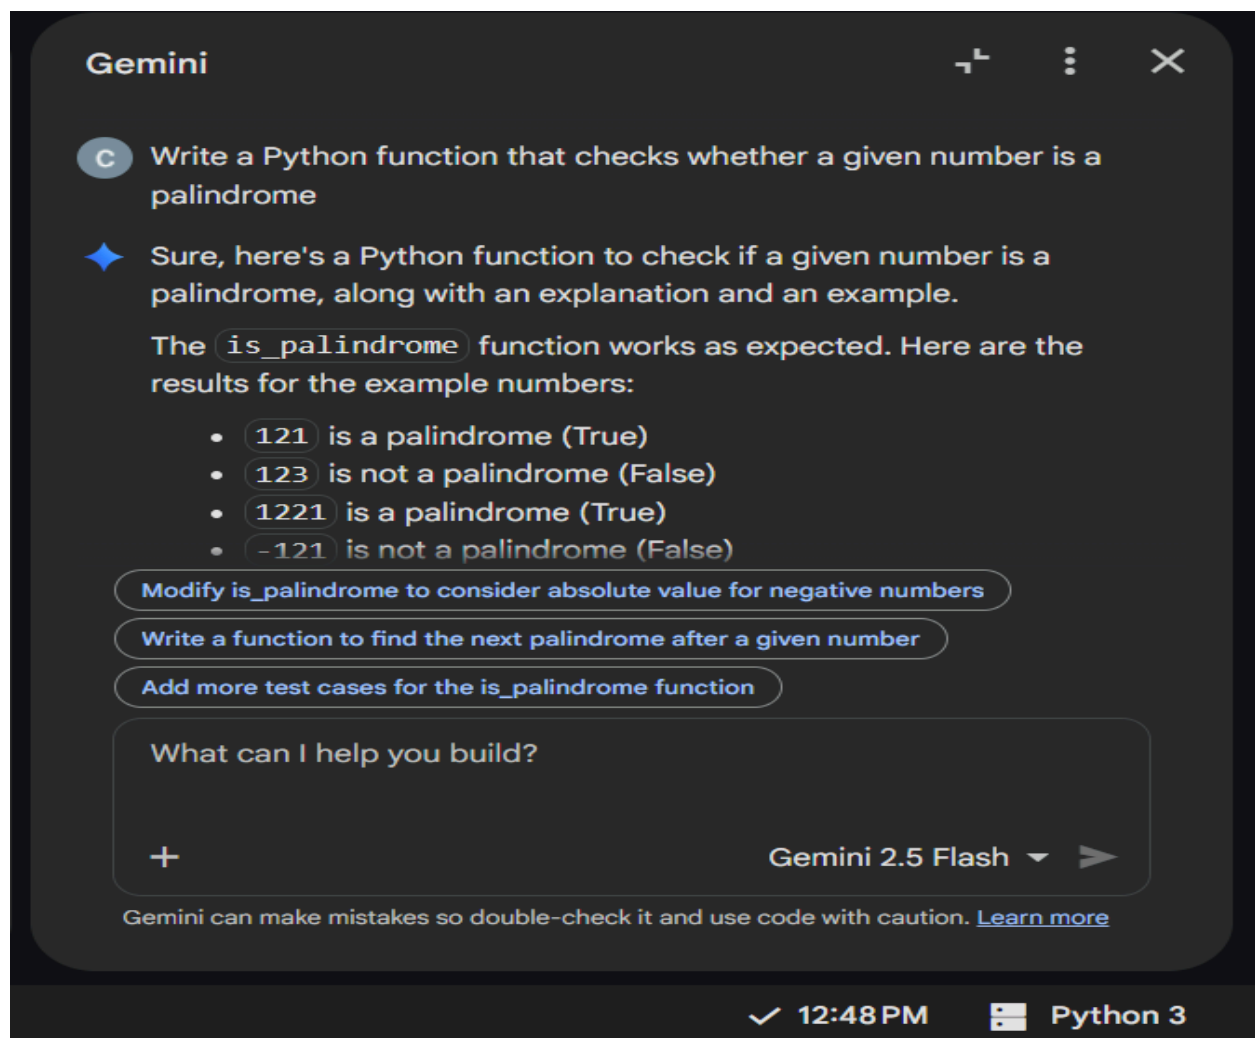 Gemini
C
Write a Python function that checks whether a given number is a
palindrome
Sure, here's a Python function to check if a given number is a
palindrome, along with an explanation and an example.
The is_palindrome function works as expected. Here are the
results for the example numbers:
• 121 is a palindrome (True)
• 123 is not a palindrome (False)
• 1221 is a palindrome (True)
• -121 is not a palindrome (False)
Modify is_palindrome to consider absolute value for negative numbers
Write a function to find the next palindrome after a given number
Add more test cases for the is_palindrome function
What can I help you build?
Gemini 2.5 Flash
Gemini can make mistakes so double-check it and use code with caution. Learn more
12:48 PM Python 3